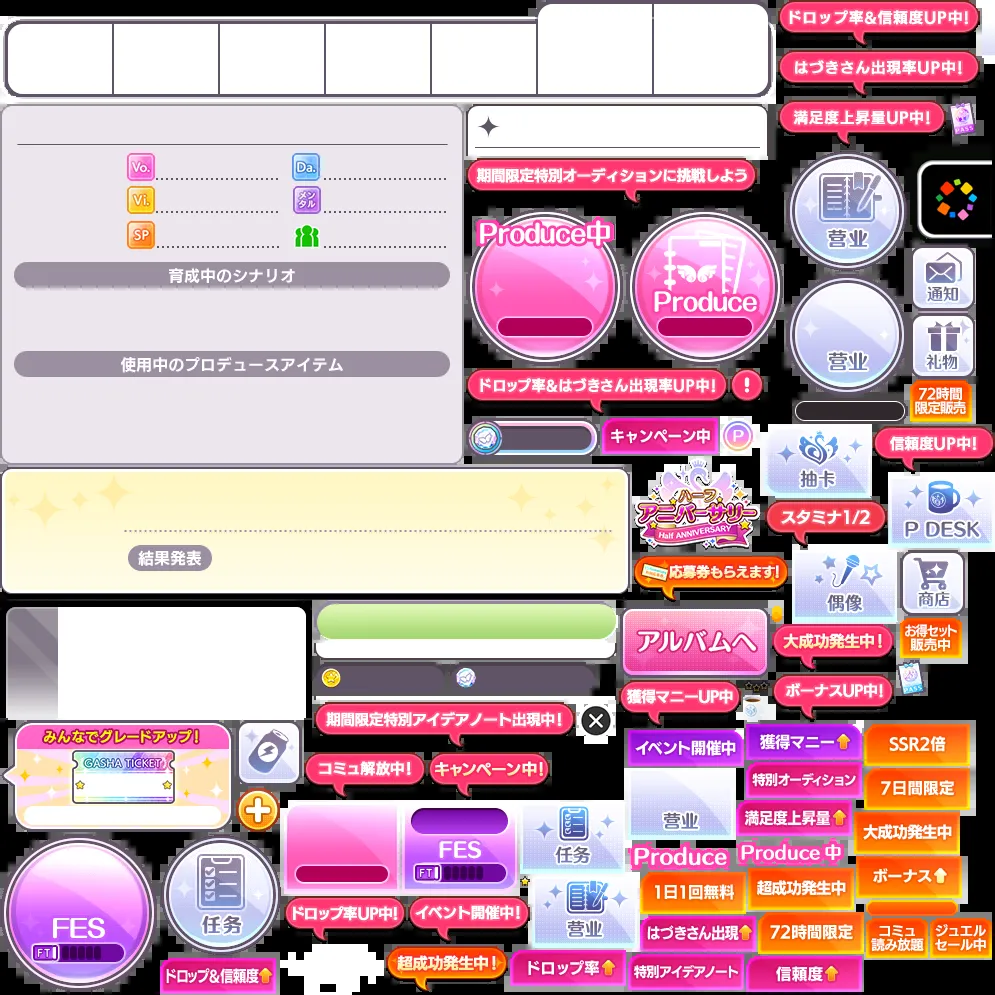 ドロップ率&信頼度UP中!
はづきさん出現率UP中!
満足度上昇量UP中!
PASS
Vo.
Da.
Vi.
メンタル
SP
育成中のシナリオ
使用中のプロデュースアイテム
期間限定特別オーディションに挑戦しよう
Produce中
Produce
营业
通知
营业
礼物
72時間
限定販売
ドロップ率&はづきさん出現率UP中!
!
キャンペーン中
P
抽卡
信頼度UP中!
スタミナ1/2
P DESK
結果発表
ハーフ
アニバーサリー
Half ANNIVERSARY
応募券もらえます!
偶像
商店
アルバムへ
大成功発生中!
お得セット
販売中
獲得マニーUP中
ボーナスUP中!
期間限定特別アイデアノート出現中!
みんなでグレードアップ!
GASHA TICKET
コミュ解放中!
キャンペーン中!
イベント開催中
獲得マニー
SSR2倍
特別オーディション
7日間限定
营业
満足度上昇量
大成功発生中
FES
FT
任务
Produce
Produce 中
ボーナス
1日1回無料
超成功発生中
FES
FT
任务
ドロップ率UP中!
イベント開催中!
营业
はづきさん出現
72時間限定
コミュ
読み放題
ジュエル
セール中
ドロップ&信頼度
超成功発生中!
ドロップ率
特別アイデアノート
信頼度